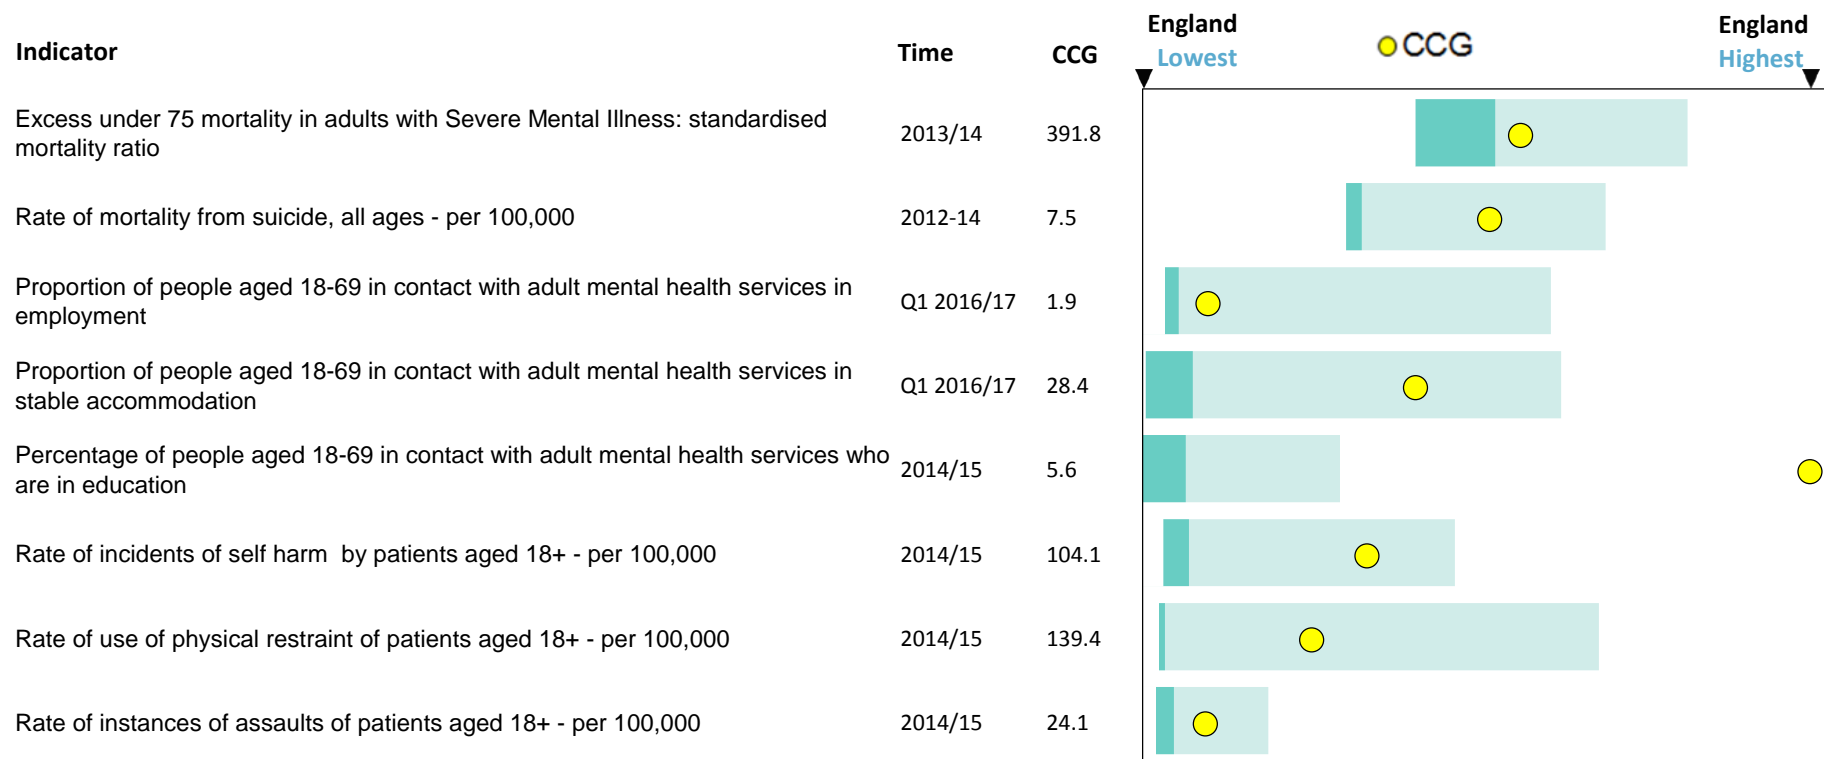 Indicator Time CCG England Lowest CCG England Highest
Excess under 75 mortality in adults with Severe Mental Illness: standardised
mortality ratio 2013/14 391.8
Rate of mortality from suicide, all ages - per 100,000 2012-14 7.5
Proportion of people aged 18-69 in contact with adult mental health services in
employment Q1 2016/17 1.9
Proportion of people aged 18-69 in contact with adult mental health services in
stable accommodation Q1 2016/17 28.4
Percentage of people aged 18-69 in contact with adult mental health services who
are in education 2014/15 5.6
Rate of incidents of self harm  by patients aged 18+ - per 100,000 2014/15 104.1
Rate of use of physical restraint of patients aged 18+ - per 100,000 2014/15 139.4
Rate of instances of assaults of patients aged 18+ - per 100,000 2014/15 24.1